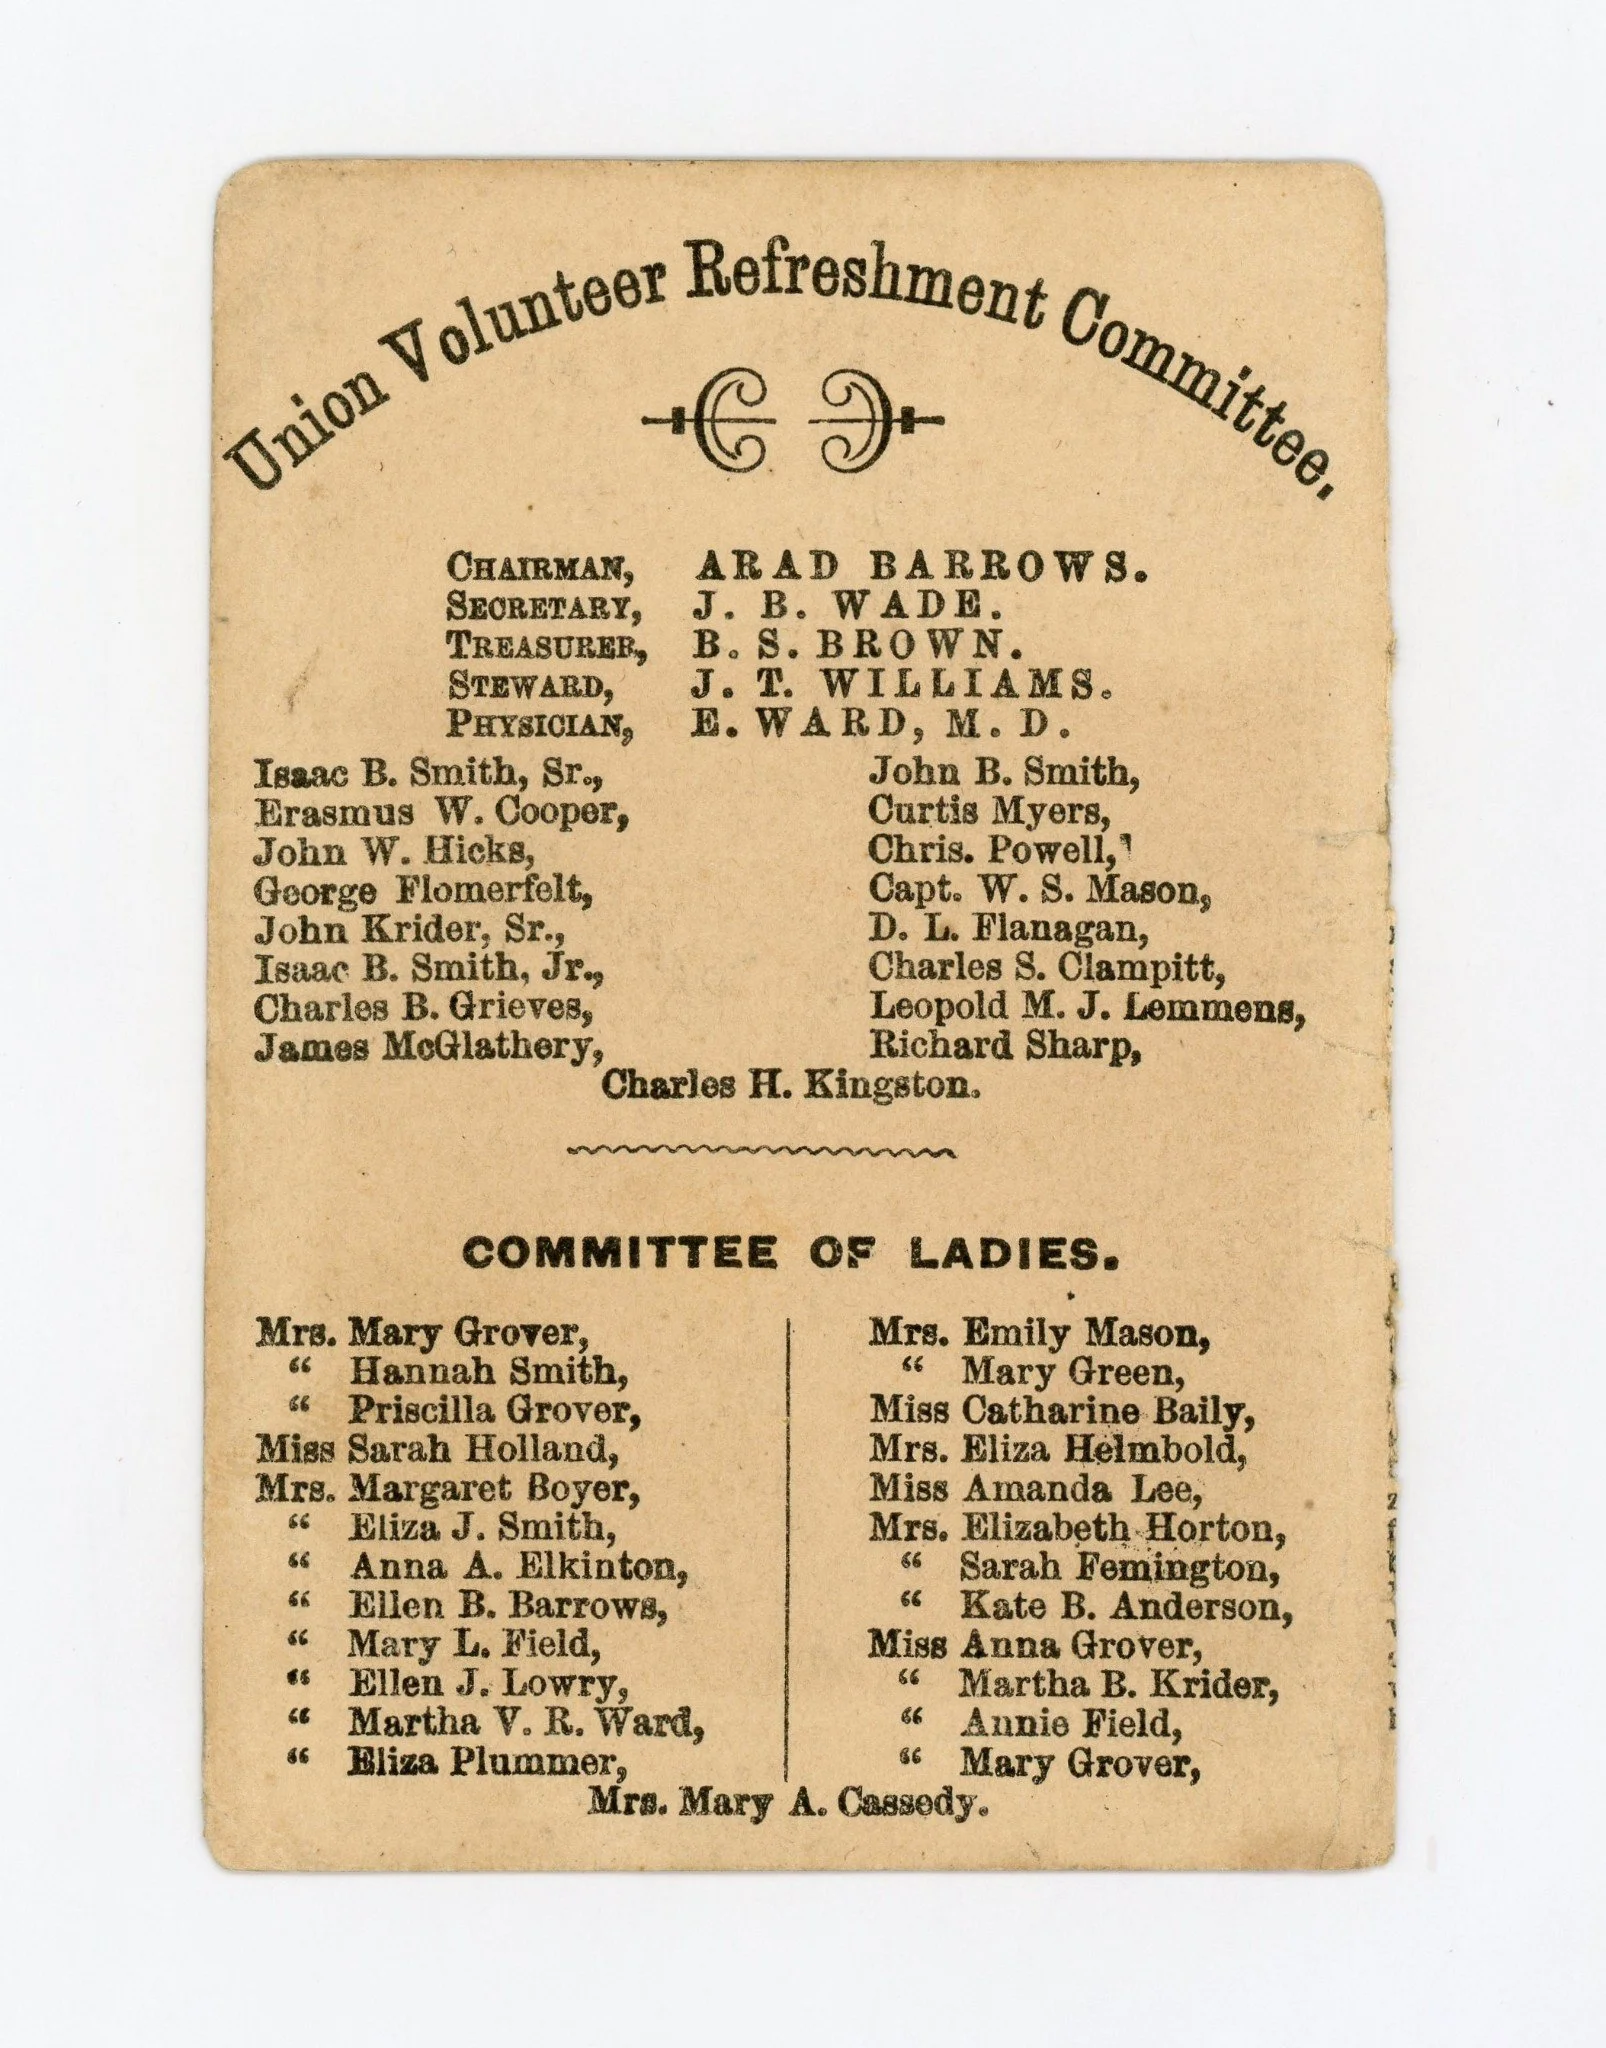 Union Volunteer Refreshment Committee.
CHAIRMAN, ARAD BARROWS.
SECRETARY, J. B. WADE.
TREASURER, B. S. BROWN.
STEWARD, J. T. WILLIAMS.
PHYSICIAN, E. WARD, M. D.
Isaac B. Smith, Sr., John B. Smith,
Erasmus W. Cooper, Curtis Myers,
John W. Hicks, Chris. Powell,
George Flomerfelt, Capt. W. S. Mason,
John Krider, Sr., D. L. Flanagan,
Isaac B. Smith, Jr., Charles S. Clampitt,
Charles B. Grieves, Leopold M. J. Lemmens,
James McGlathery, Richard Sharp,
Charles H. Kingston.
COMMITTEE OF LADIES.
Mrs. Mary Grover,
“ Hannah Smith,
“ Priscilla Grover,
Miss Sarah Holland,
Mrs. Margaret Boyer,
“ Eliza J. Smith,
“ Anna A. Elkinton,
“ Ellen B. Barrows,
“ Mary L. Field,
“ Ellen J. Lowry,
“ Martha V. R. Ward,
“ Eliza Plummer,
Mrs. Emily Mason,
“ Mary Green,
Miss Catharine Baily,
Mrs. Eliza Helmbold,
Miss Amanda Lee,
Mrs. Elizabeth Horton,
“ Sarah Femington,
“ Kate B. Anderson,
Miss Anna Grover,
“ Martha B. Krider,
“ Annie Field,
“ Mary Grover,
Mrs. Mary A. Cassedy.